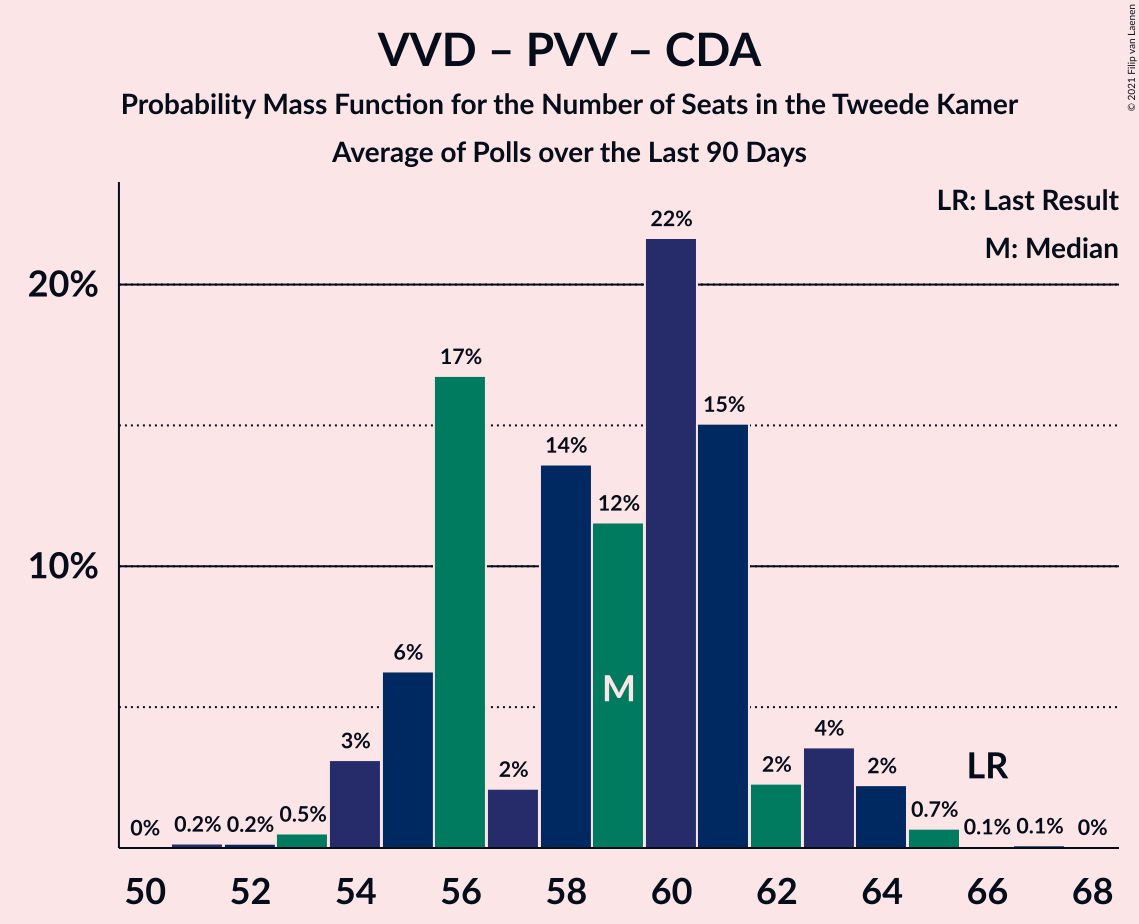 VVD – PVV – CDA
Probability Mass Function for the Number of Seats in the Tweede Kamer
Average of Polls over the Last 90 Days
© 2021 Filip van Laenen
LR: Last Result
M: Median
20%
10%
0%
0.2%
0.2%
0.5%
3%
6%
17%
2%
14%
12%
22%
15%
2%
4%
2%
0.7%
0.1%
0.1%
0%
M
LR
50 52 54 56 58 60 62 64 66 68